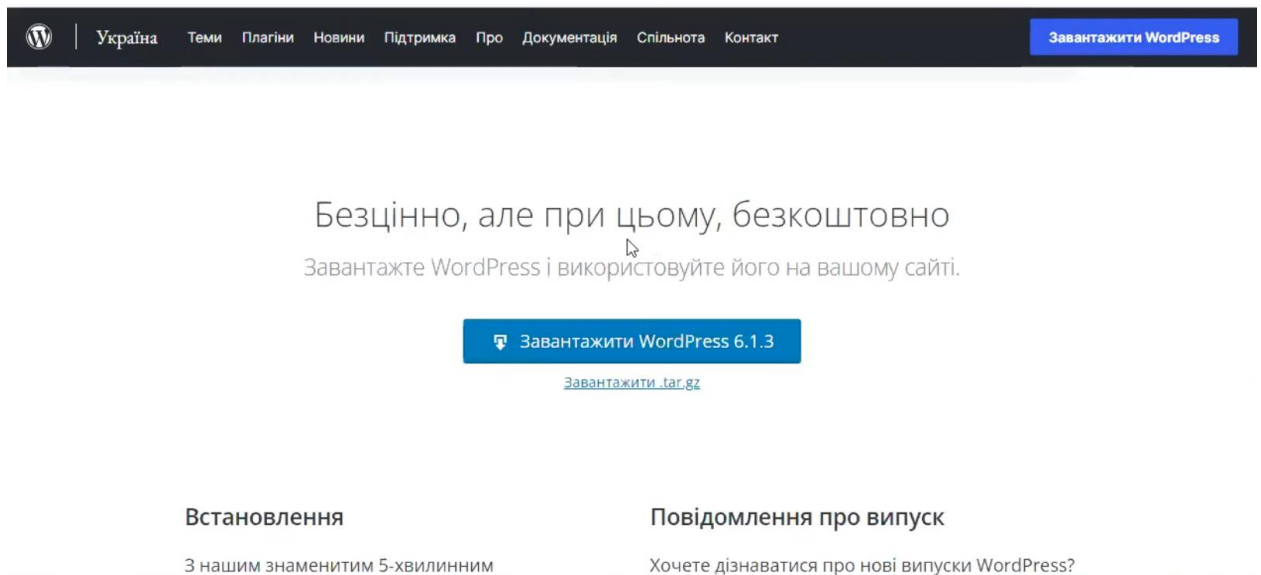 Україна Теми Плагіни Новини Підтримка Про Документація Спільнота Контакт Завантажити WordPress
Безцінно, але при цьому, безкоштовно
Завантажте WordPress і використовуйте його на вашому сайті.
Завантажити WordPress 6.1.3
Завантажити .tar.gz
Встановлення
З нашим знаменитим 5-хвилинним
Повідомлення про випуск
Хочете дізнаватися про нові випуски WordPress?